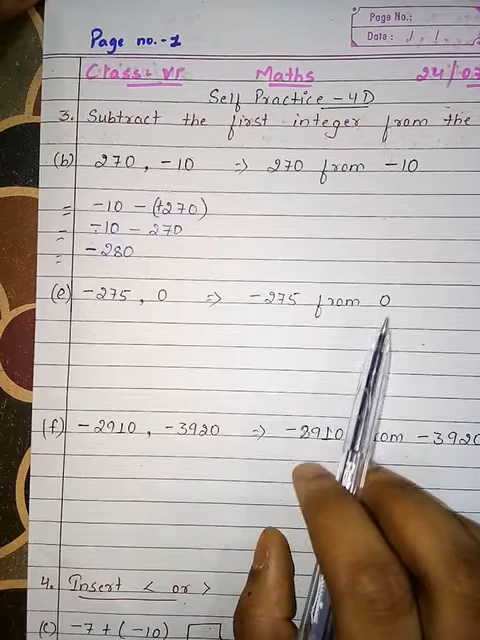 Page no.-1
Page No.:
Date:
Class: VI Maths 24/07
Self Practice - 4D
3. Subtract the first integer from the
(b) 270, -10 ⇒ 270 from -10
= -10 - (+270)
= -10 - 270
= -280
(e) -275, 0 ⇒ -275 from 0
(f) -2910, -3920 ⇒ -2910 from -3920
4. Insert < or >
(c) -7 + (-10)